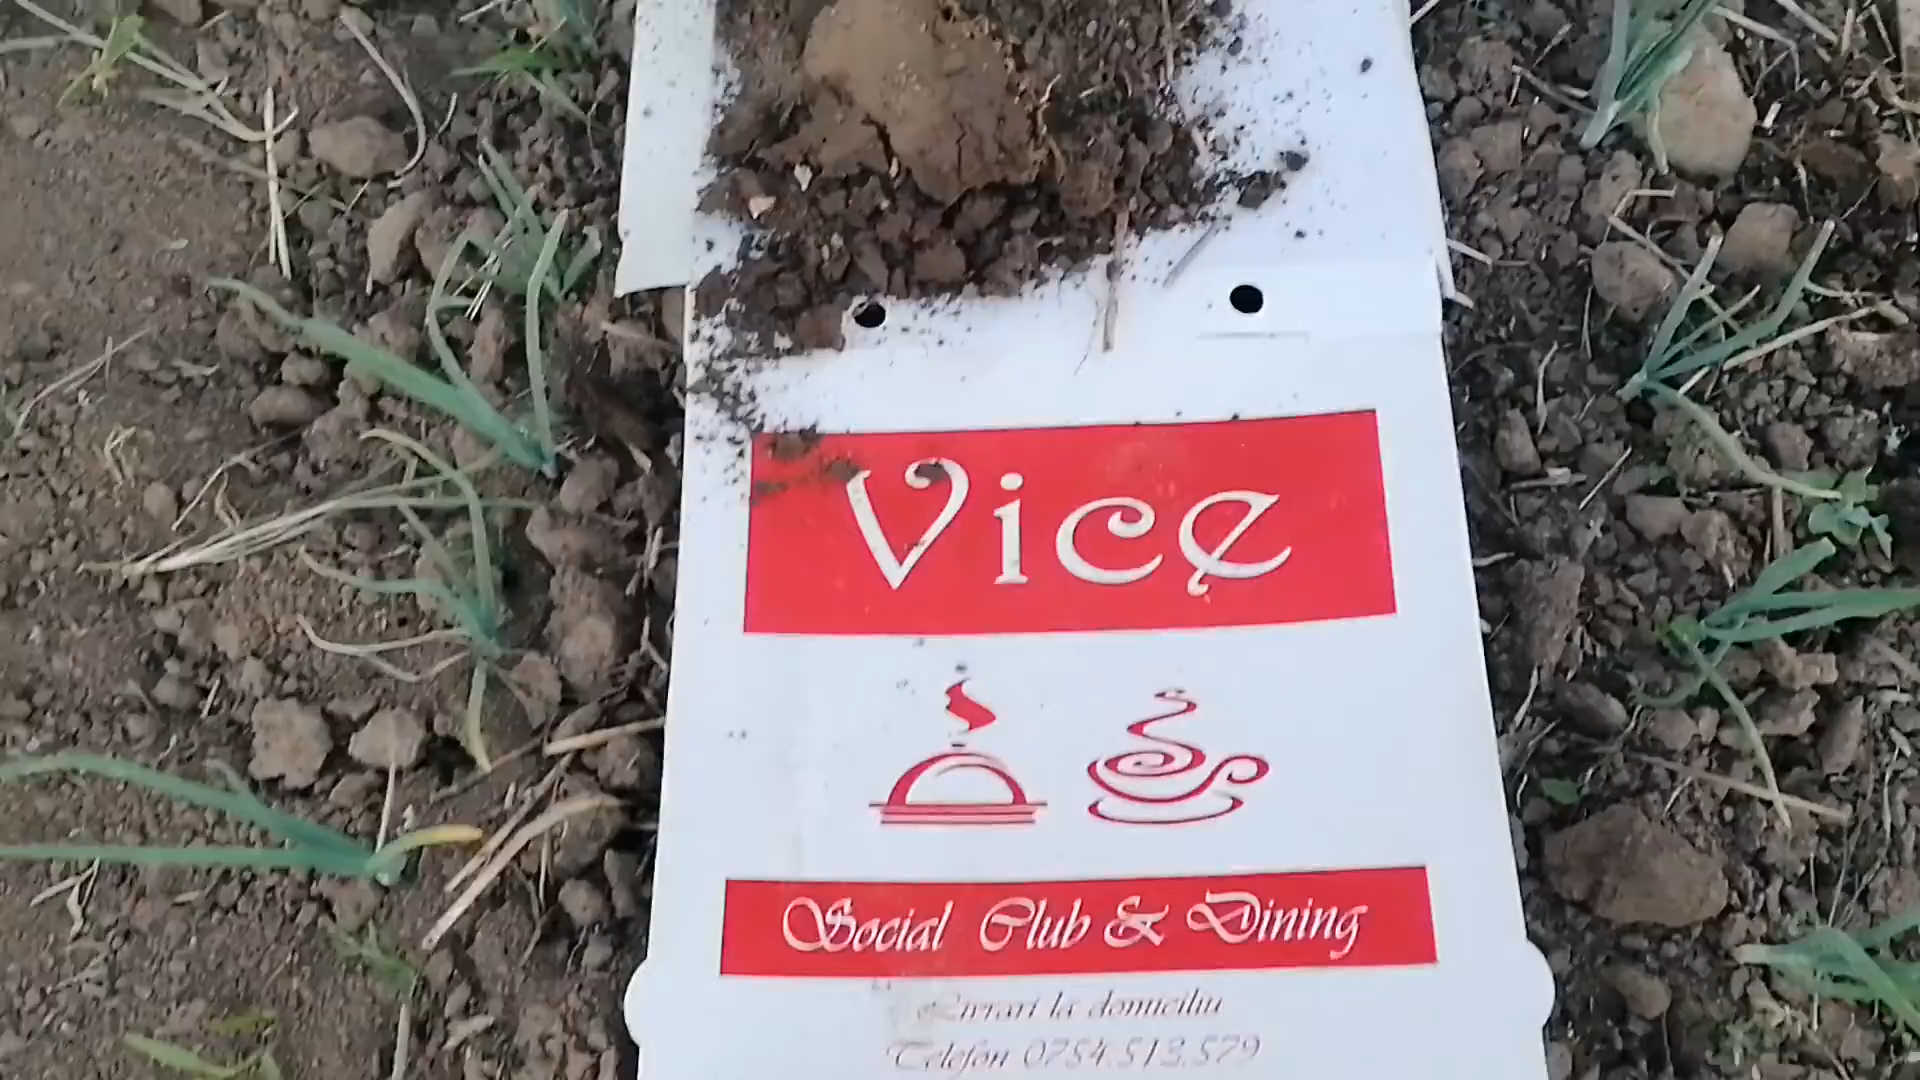 Vice
Social Club & Dining
Livrari la domiciliu
Telefon 0754.513.579